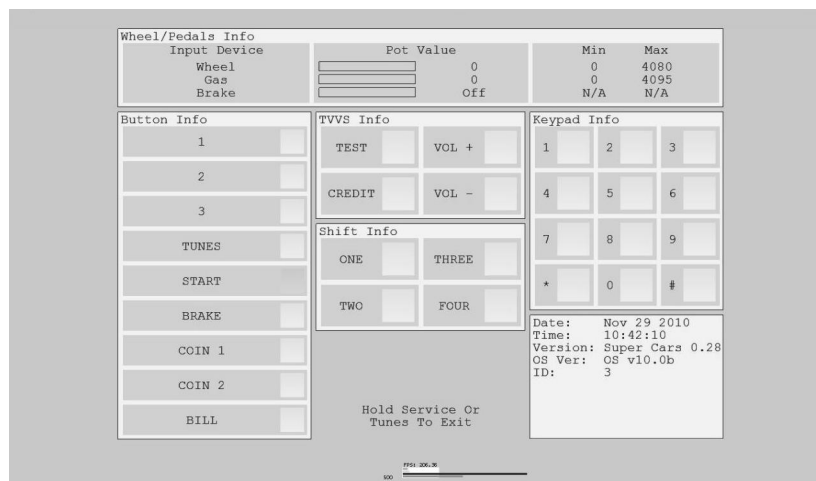 Wheel/Pedals Info
Input Device Pot Value Min Max
Wheel 0 0 4080
Gas 0 0 4095
Brake Off N/A N/A
Button Info
1
2
3
TUNES
START
BRAKE
COIN 1
COIN 2
BILL
TVVS Info
TEST VOL +
CREDIT VOL -
Shift Info
ONE THREE
TWO FOUR
Hold Service Or
Tunes To Exit
Keypad Info
1 2 3
4 5 6
7 8 9
* 0 #
Date: Nov 29 2010
Time: 10:42:10
Version: Super Cars 0.28
OS Ver: OS v10.0b
ID: 3
FPS: 206.36
500